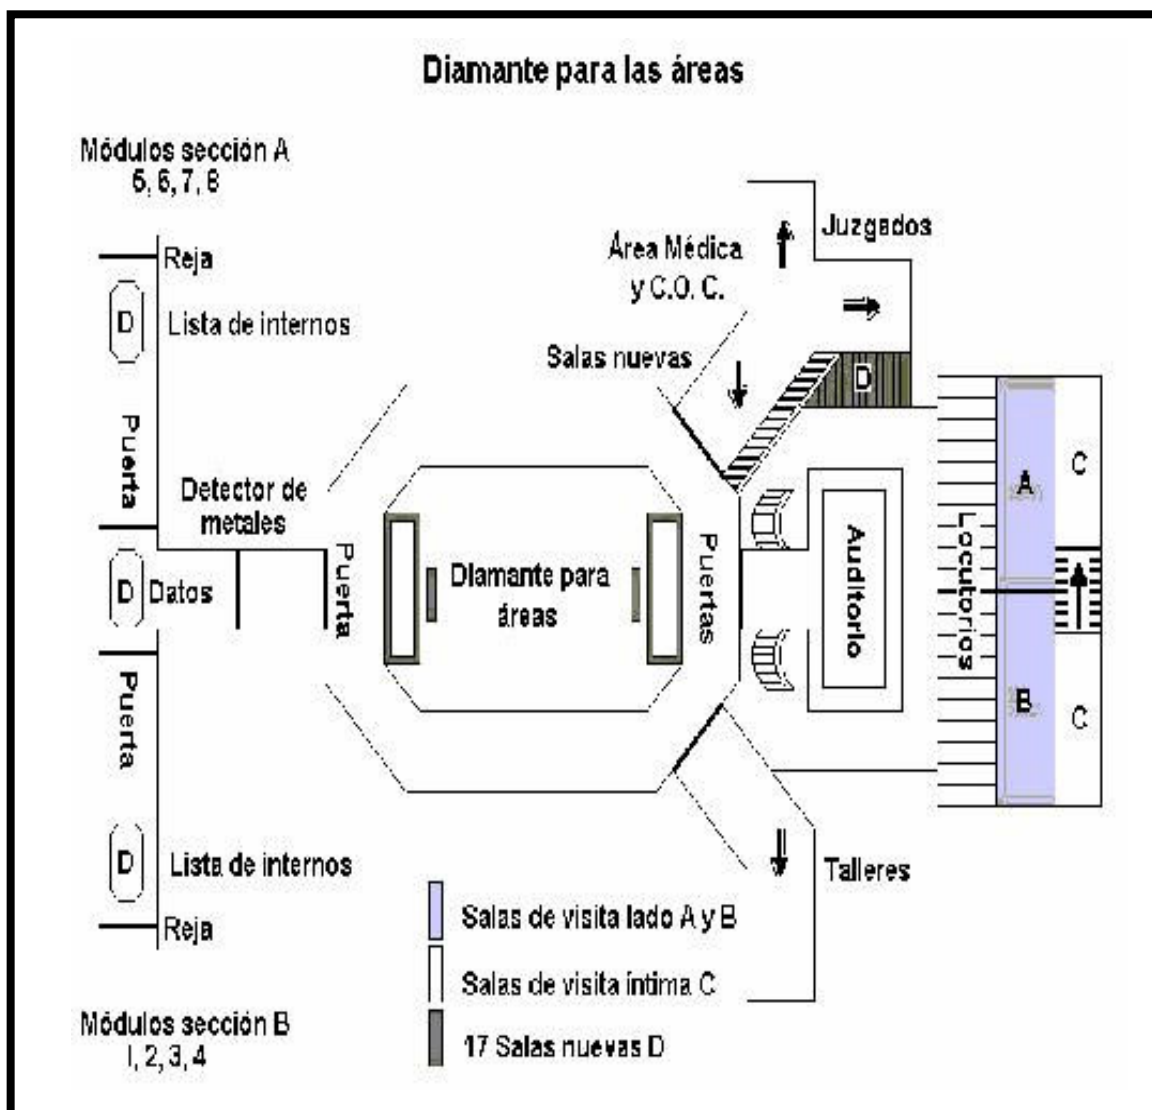 Diamante para las áreas
Módulos sección A
5, 6, 7, 8
Juzgados
Área Médica
y C.O. C.
Reja
D
Lista de internos
Salas nuevas
D
Puerta
A
C
Detector de
metales
Puerta
Diamante para
áreas
Puertas
Auditorio
Locutorios
D
Datos
Puerta
B
C
D
Lista de internos
Talleres
Reja
Salas de visita lado A y B
Salas de visita íntima C
17 Salas nuevas D
Módulos sección B
1, 2, 3, 4